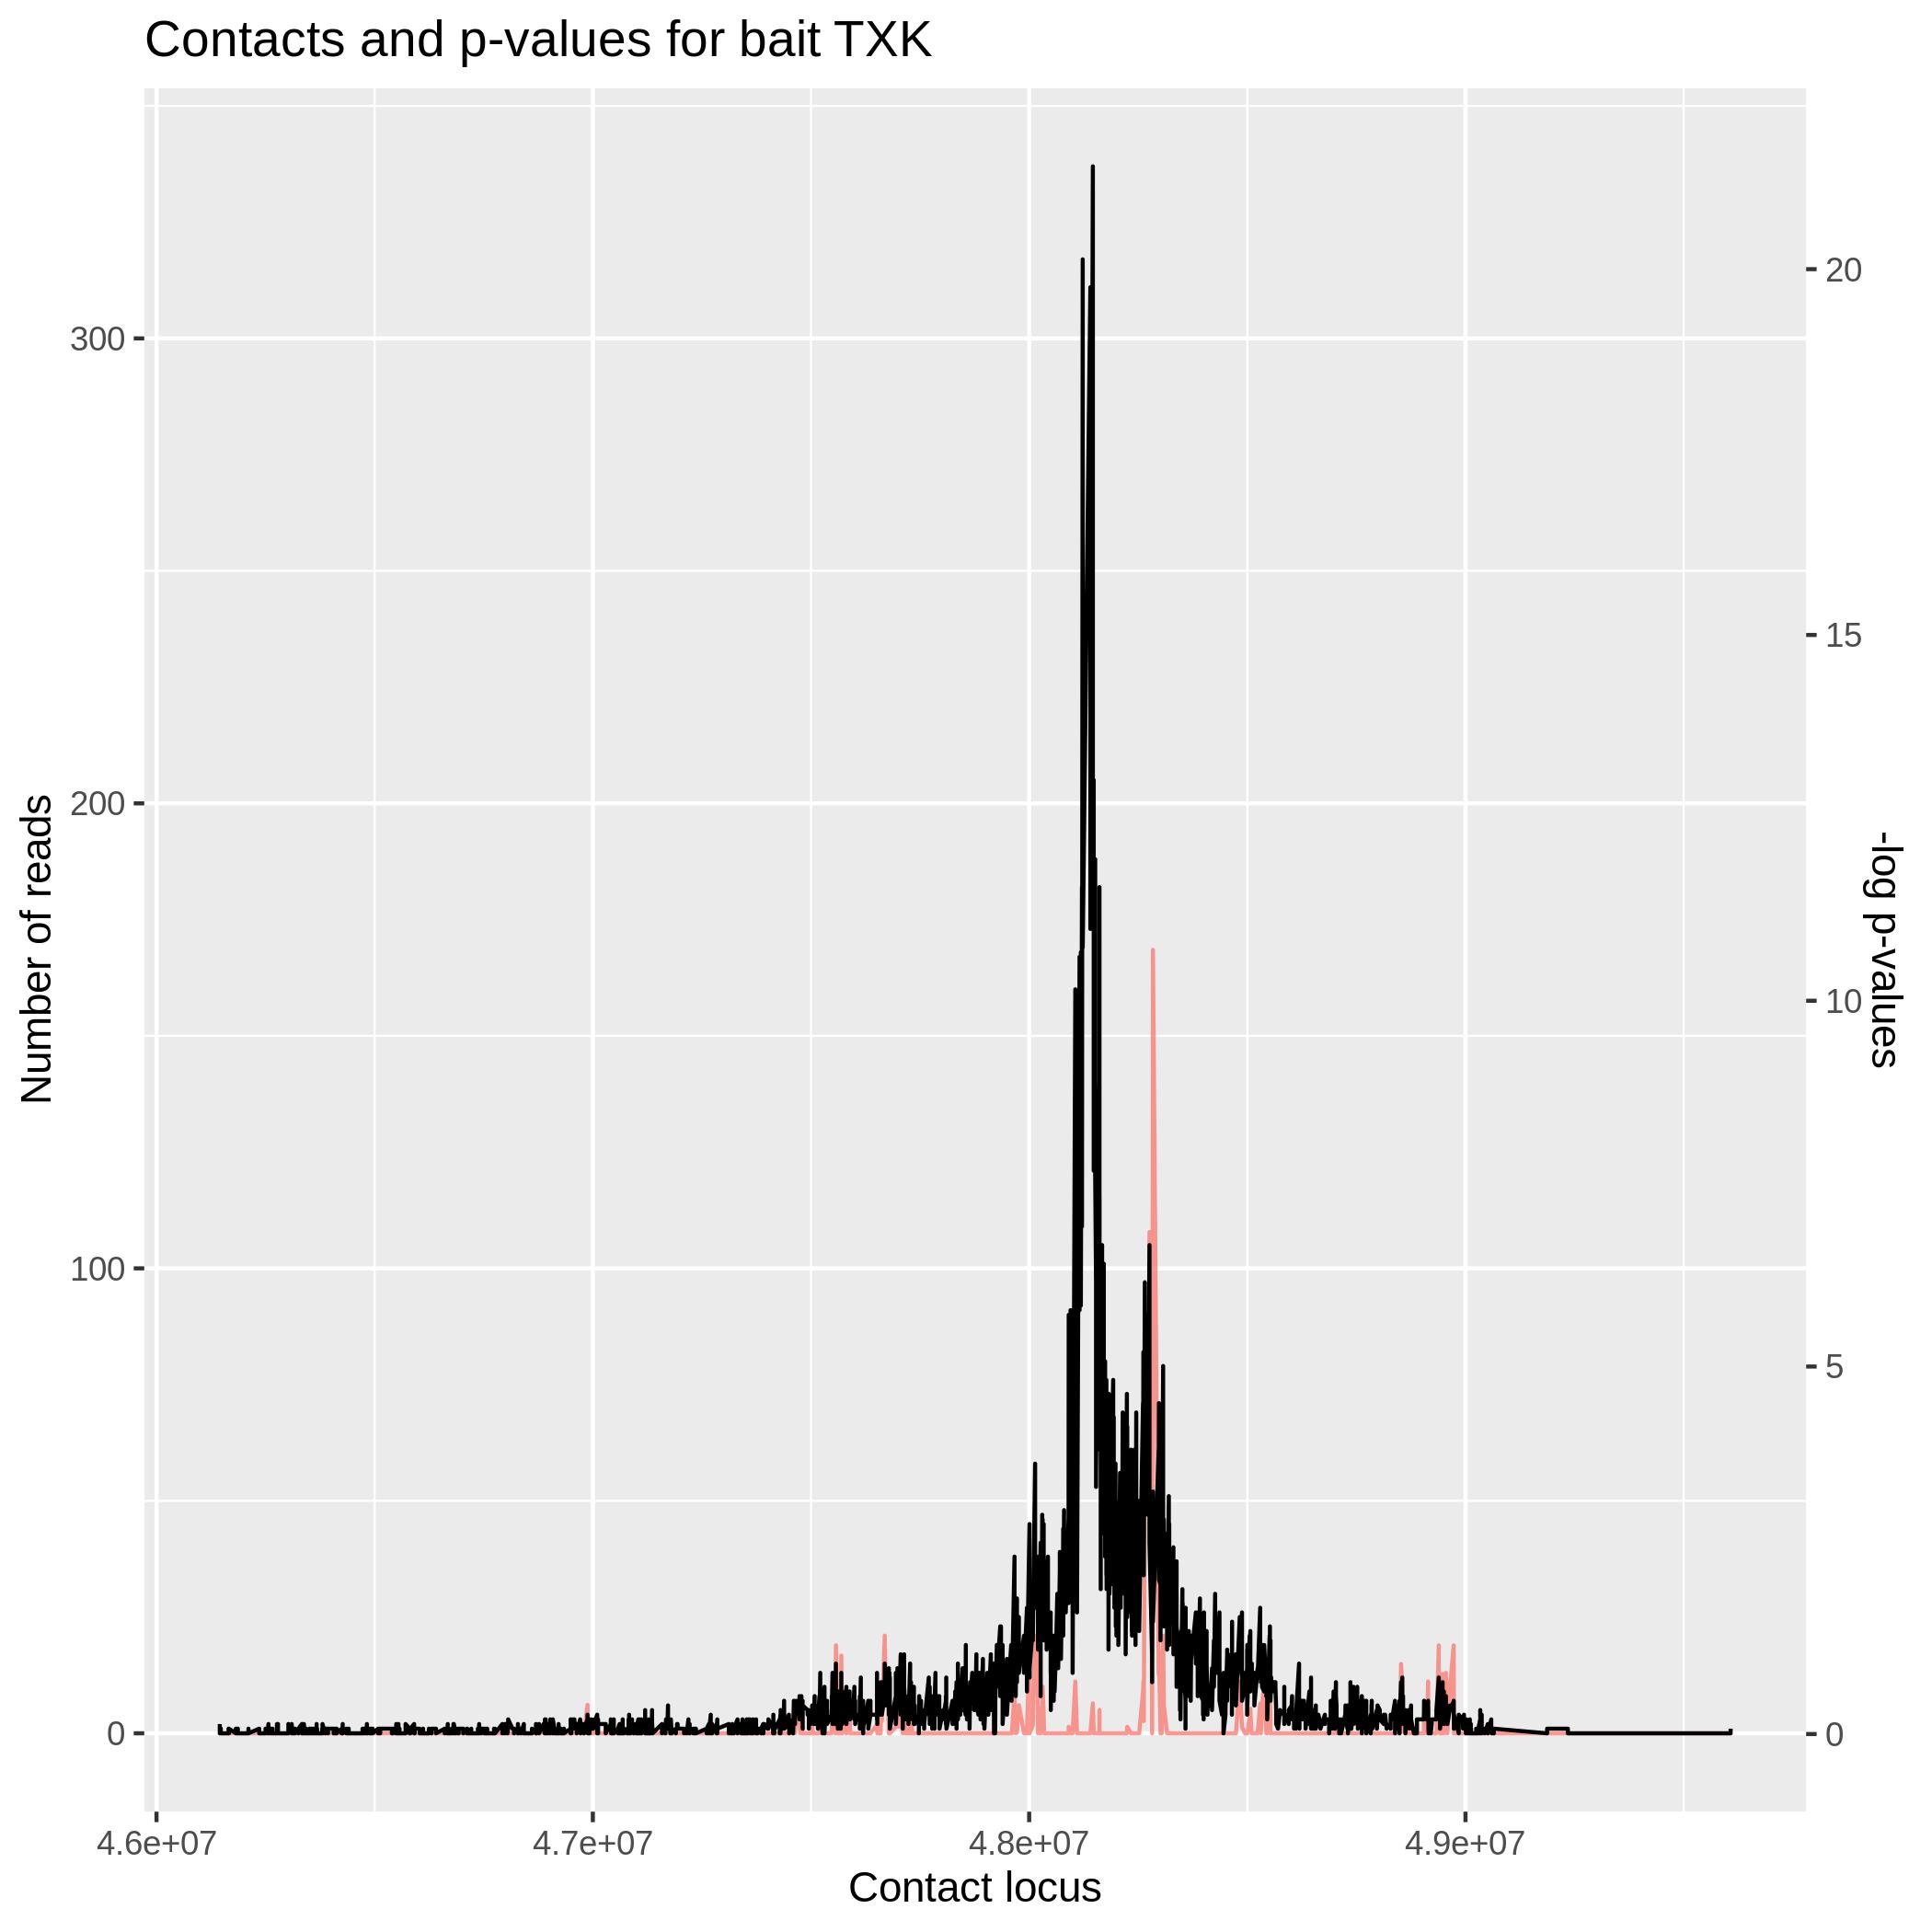 Contacts and p-values for bait TXK
Number of reads
300
200
100
0
20
15
10
5
0
-log p-values
4.6e+07
4.7e+07
4.8e+07
4.9e+07
Contact locus